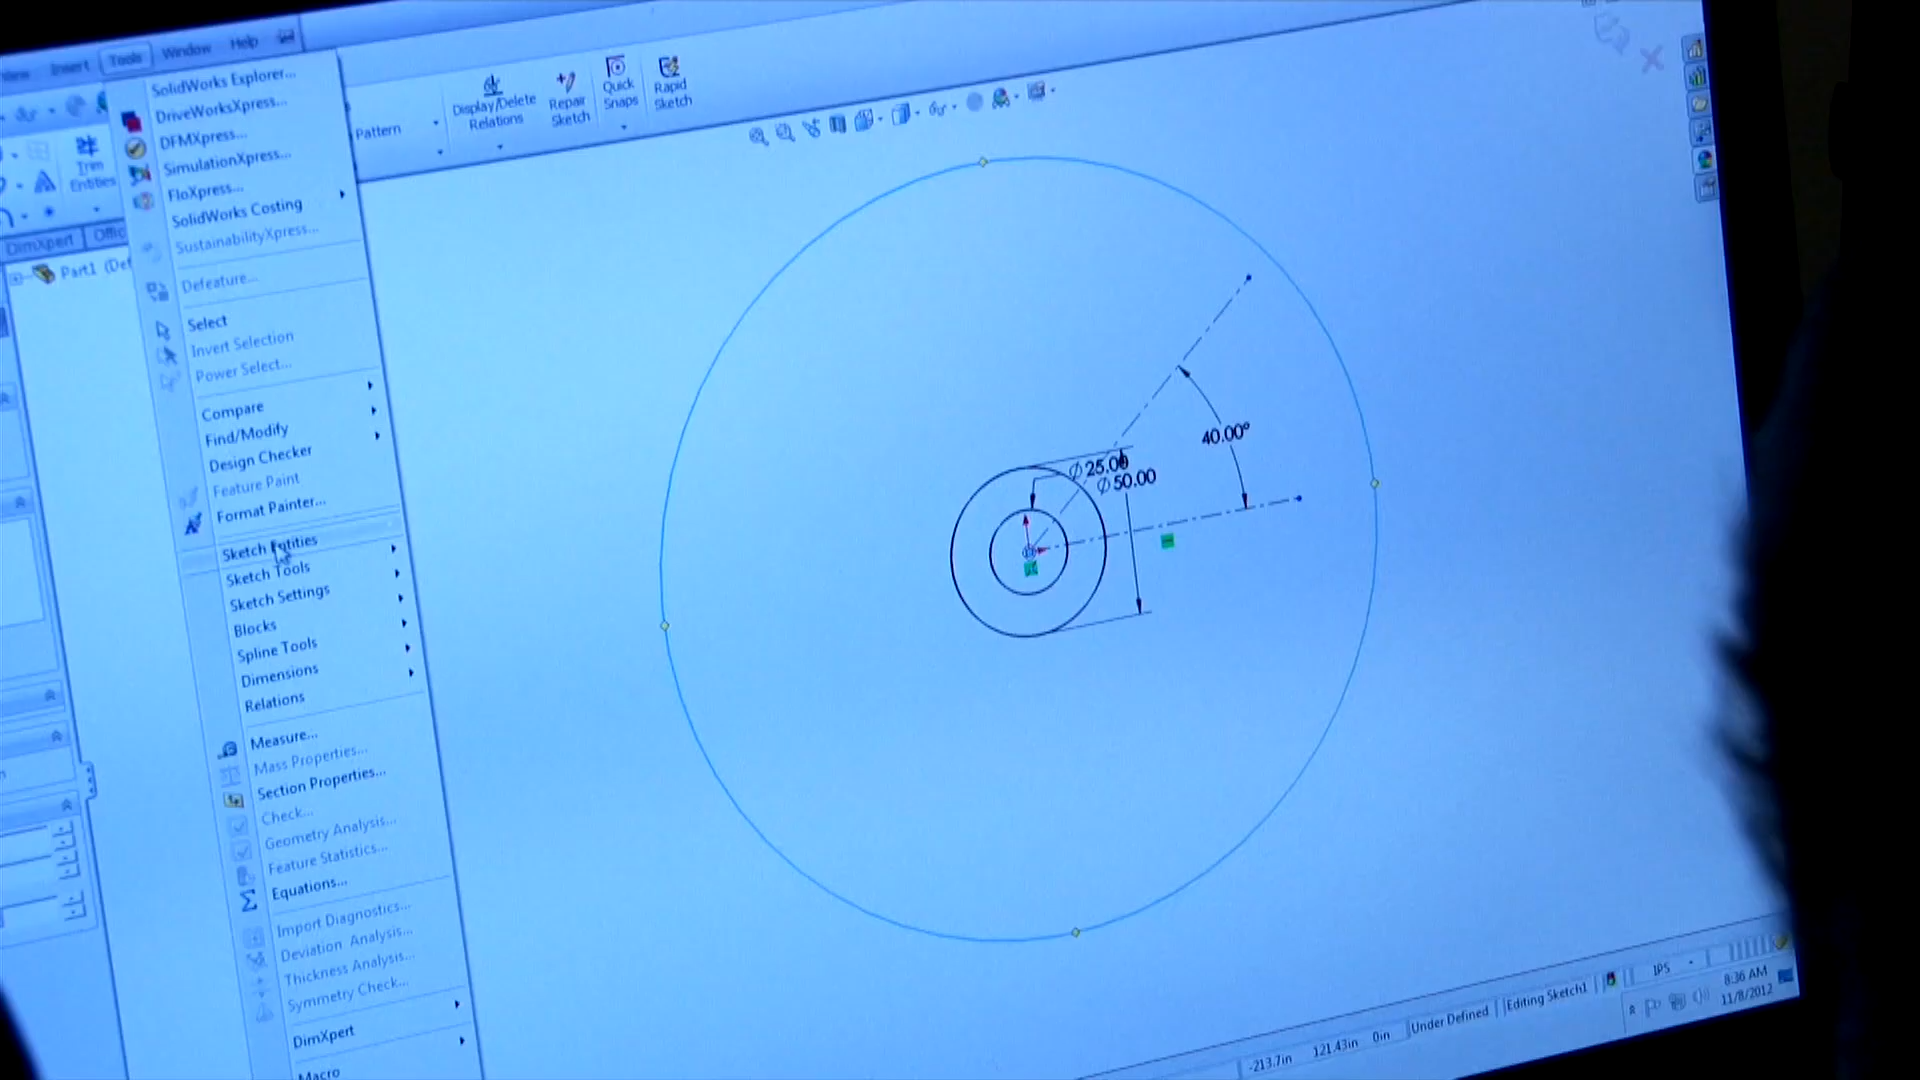 Insert Tools Window Help
SolidWorks Explorer...
DriveWorksXpress...
DFMXpress...
SimulationXpress...
FloXpress...
SolidWorks Costing
SustainabilityXpress...
Defeature...
Select
Invert Selection
Power Select...
Compare
Find/Modify
Design Checker
Feature Paint
Format Painter...
Sketch Entities
Sketch Tools
Sketch Settings
Blocks
Spline Tools
Dimensions
Relations
Measure...
Mass Properties...
Section Properties...
Check...
Geometry Analysis...
Feature Statistics...
Equations...
Import Diagnostics...
Deviation Analysis...
Thickness Analysis...
Symmetry Check...
DimXpert
Macro
Trim
Entities
DimXpert
Part1 (Def
Pattern
Display/Delete
Relations
Repair
Sketch
Quick
Snaps
Rapid
Sketch
40.00°
∅25.00
∅50.00
-213.7in 121.43in 0in Under Defined Editing Sketch1 IPS
8:36 AM
11/8/2012